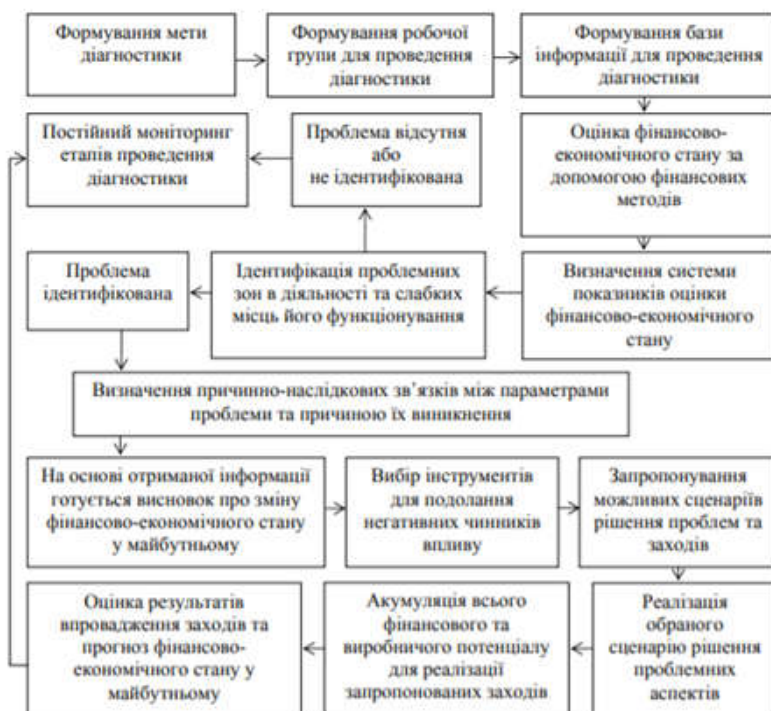 Формування мети
діагностики
Формування робочої
групи для проведення
діагностики
Формування бази
інформації для проведення
діагностики
Постійний моніторинг
етапів проведення
діагностики
Проблема відсутня
або
не ідентифікована
Оцінка фінансово-
економічного стану за
допомогою фінансових
методів
Проблема
ідентифікована
Ідентифікація проблемних
зон в діяльності та слабких
місць його функціонування
Визначення системи
показників оцінки
фінансово-економічного
стану
Визначення причинно-наслідкових зв’язків між параметрами
проблеми та причиною їх виникнення
На основі отриманої інформації
готується висновок про зміну
фінансово-економічного стану
у майбутньому
Вибір інструментів
для подолання
негативних чинників
впливу
Запропонування
можливих сценаріїв
рішення проблем та
заходів
Оцінка результатів
впровадження заходів та
прогноз фінансово-
економічного стану у
майбутньому
Акумуляція всього
фінансового та
виробничого потенціалу
для реалізації
запропонованих заходів
Реалізація
обраного
сценарію рішення
проблемних
аспектів